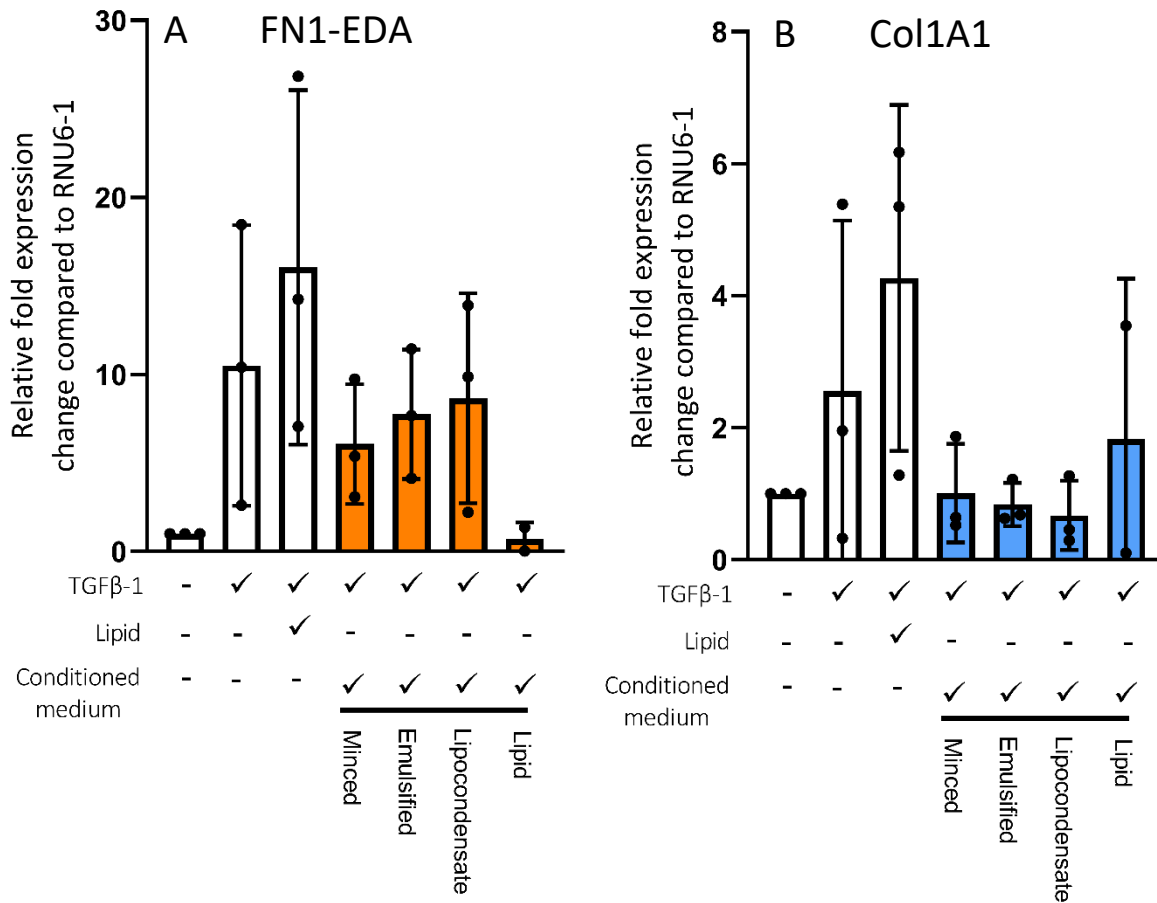 A FN1-EDA
Relative fold expression
change compared to RNU6-1
30
20
10
0
TGFβ-1 - ✓ ✓ ✓ ✓ ✓ ✓
Lipid - - ✓ - - - -
Conditioned
medium - - - ✓ ✓ ✓ ✓
Minced
Emulsified
Lipocondensate
Lipid
B Col1A1
Relative fold expression
change compared to RNU6-1
8
6
4
2
0
TGFβ-1 - ✓ ✓ ✓ ✓ ✓ ✓
Lipid - - ✓ - - - -
Conditioned
medium - - - ✓ ✓ ✓ ✓
Minced
Emulsified
Lipocondensate
Lipid